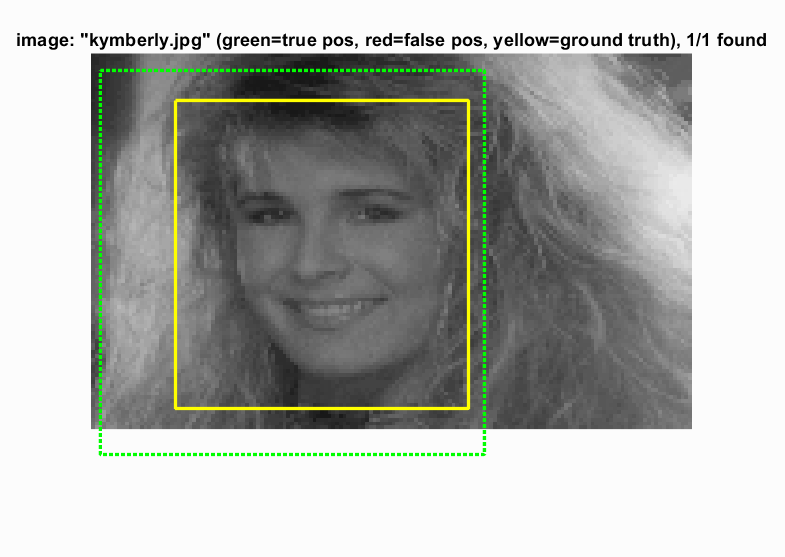 image: "kymberly.jpg" (green=true pos, red=false pos, yellow=ground truth), 1/1 found